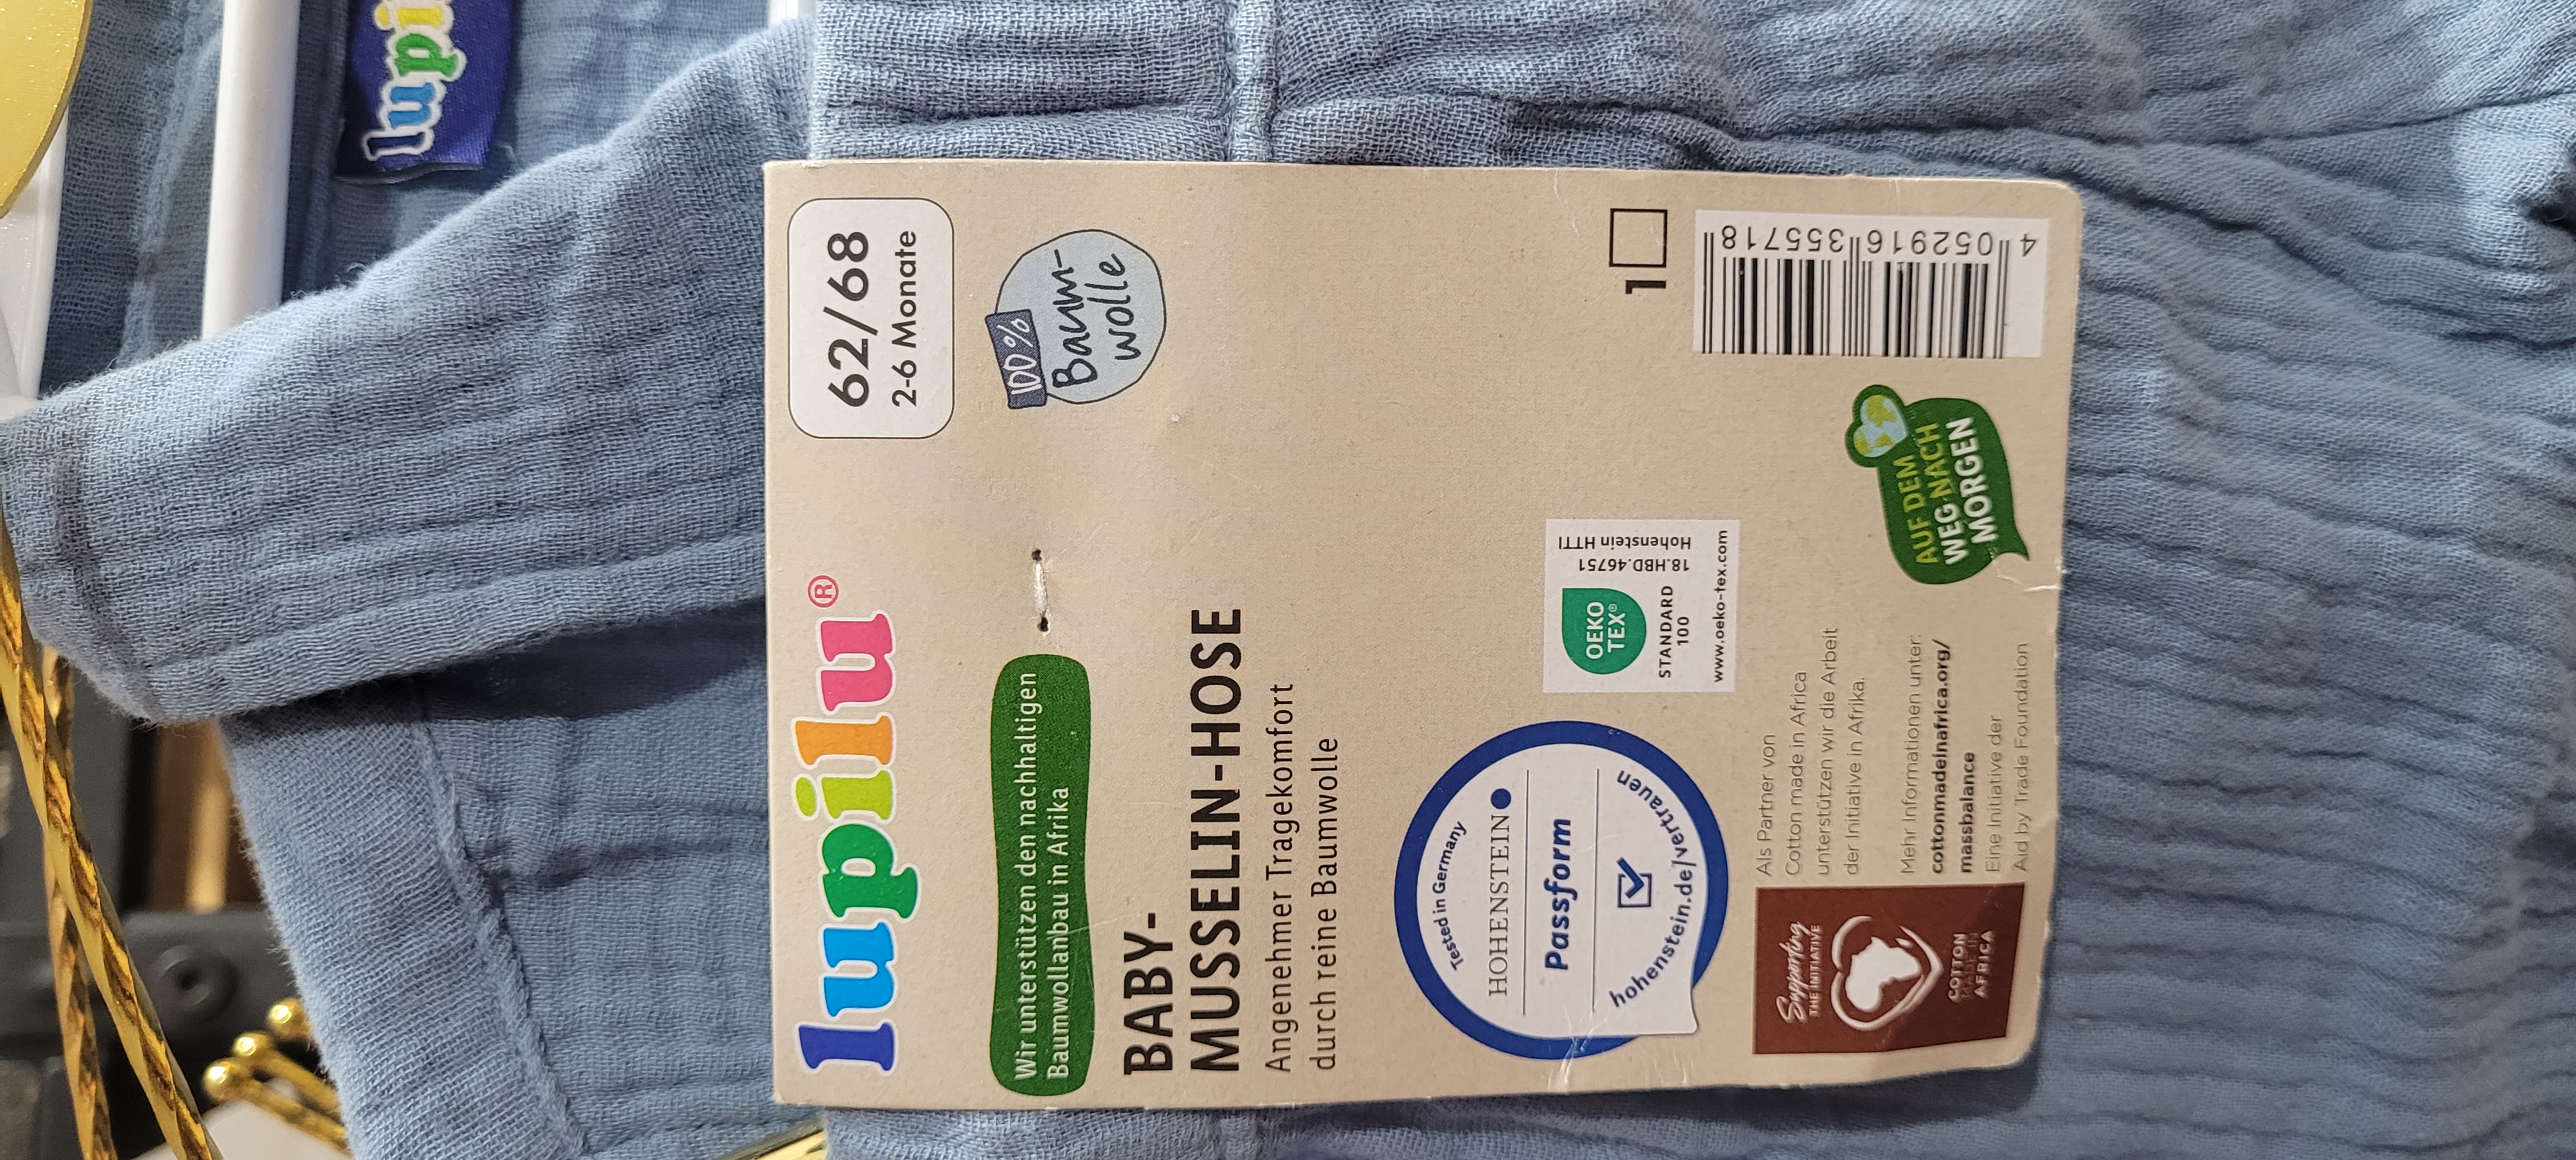 lupilu®
62/68
2-6 Monate
Wir unterstützen den nachhaltigen
Baumwollanbau in Afrika
100%
Baum-
wolle
BABY-
MUSSELIN-HOSE
Angenehmer Tragekomfort
durch reine Baumwolle
Tested in Germany
HOHENSTEIN
Passform
hohenstein.de/vertrauen
OEKO
TEX®
STANDARD
100
18.HBD.46751
Hohenstein HTTI
www.oeko-tex.com
1
4 052916 355718
Supporting
THE INITIATIVE
COTTON
MADE IN
AFRICA
Als Partner von
Cotton made in Africa
unterstützen wir die Arbeit
der Initiative in Afrika.
Mehr Informationen unter:
cottonmadeinafrica.org/
massbalance
Eine Initiative der
Aid by Trade Foundation
AUF DEM
WEG NACH
MORGEN
lupi